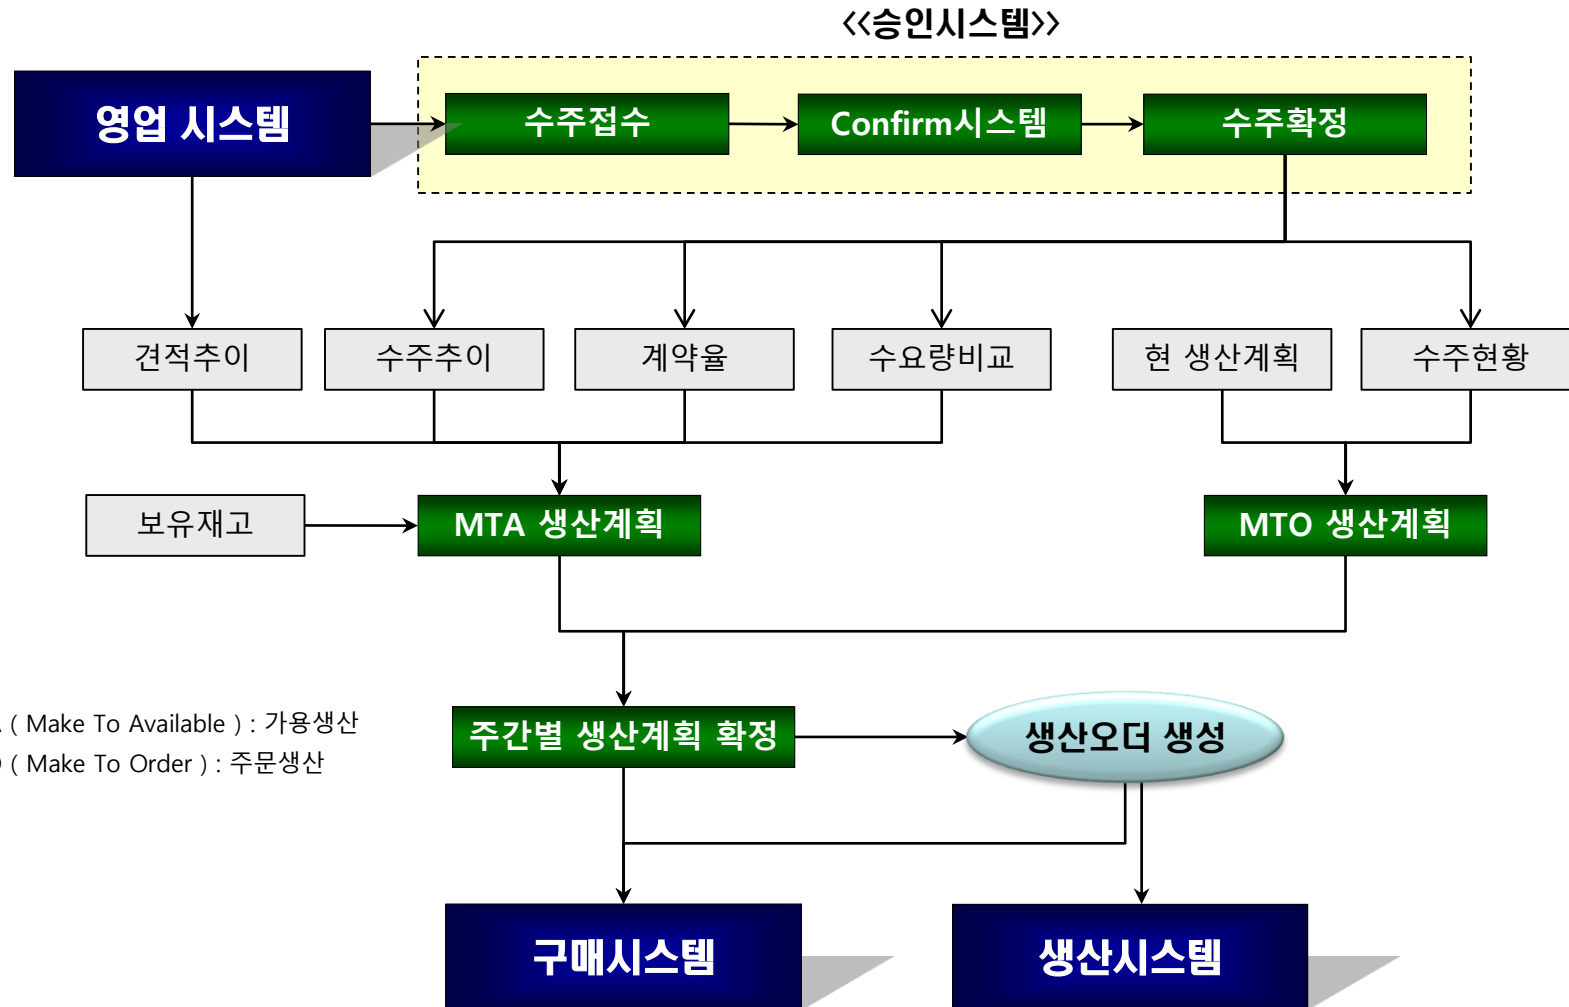 <<승인시스템>>
영업 시스템
수주접수
Confirm시스템
수주확정
견적추이
수주추이
계약율
수요량비교
현 생산계획
수주현황
보유재고
MTA 생산계획
MTO 생산계획
( Make To Available ) : 가용생산
( Make To Order ) : 주문생산
주간별 생산계획 확정
생산오더 생성
구매시스템
생산시스템